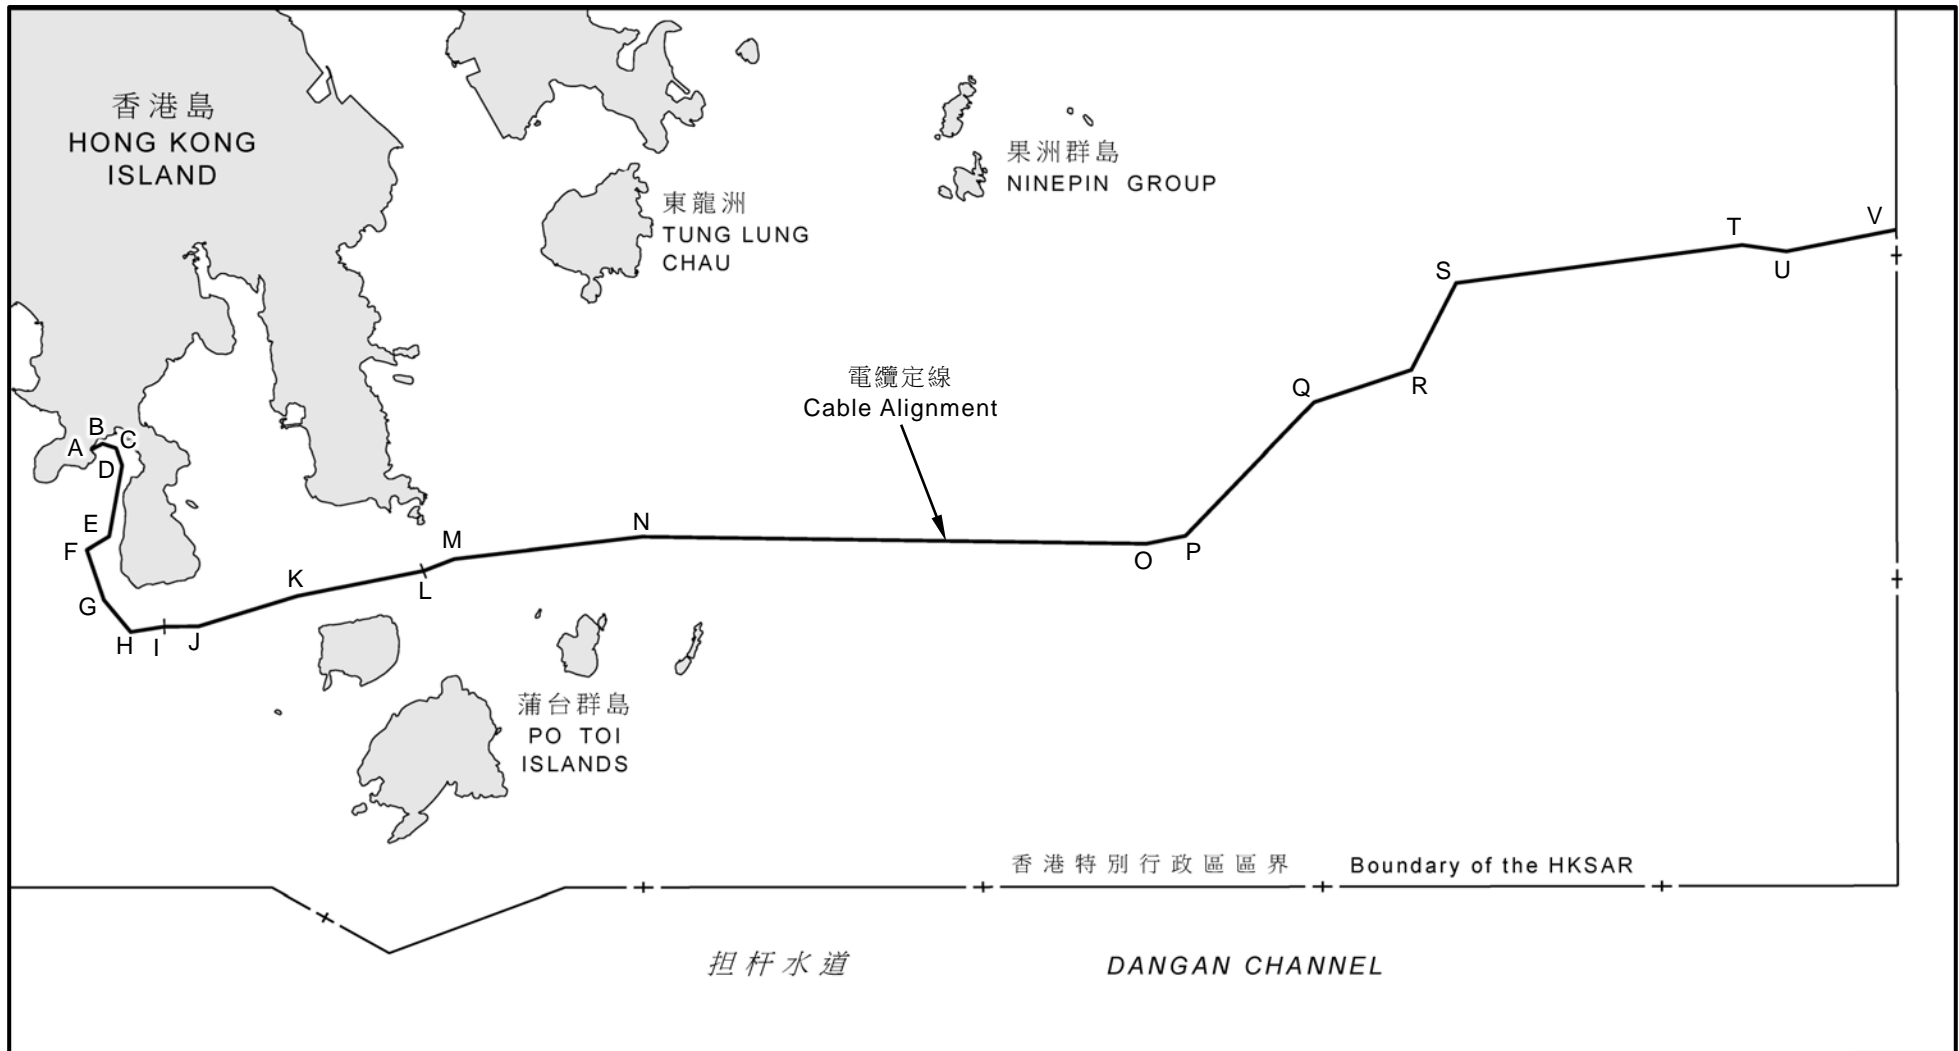 香港島
HONG KONG
ISLAND
果洲群島
NINEPIN GROUP
東龍洲
TUNG LUNG
CHAU
V
T
U
S
電纜定線
Cable Alignment
Q
R
B
A
C
D
E
F
N
M
O
P
K
L
G
H
I
J
蒲台群島
PO TOI
ISLANDS
香港特別行政區區界 Boundary of the HKSAR
担杆水道 DANGAN CHANNEL